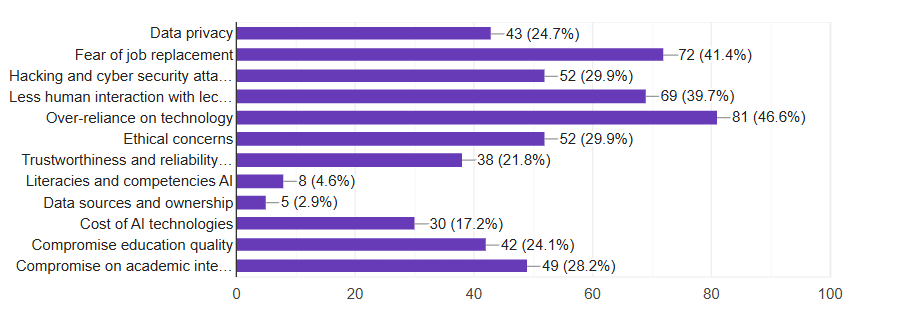 Data privacy 43 (24.7%)
Fear of job replacement 72 (41.4%)
Hacking and cyber security atta... 52 (29.9%)
Less human interaction with lec... 69 (39.7%)
Over-reliance on technology 81 (46.6%)
Ethical concerns 52 (29.9%)
Trustworthiness and reliability... 38 (21.8%)
Literacies and competencies AI 8 (4.6%)
Data sources and ownership 5 (2.9%)
Cost of AI technologies 30 (17.2%)
Compromise education quality 42 (24.1%)
Compromise on academic inte... 49 (28.2%)
0 20 40 60 80 100